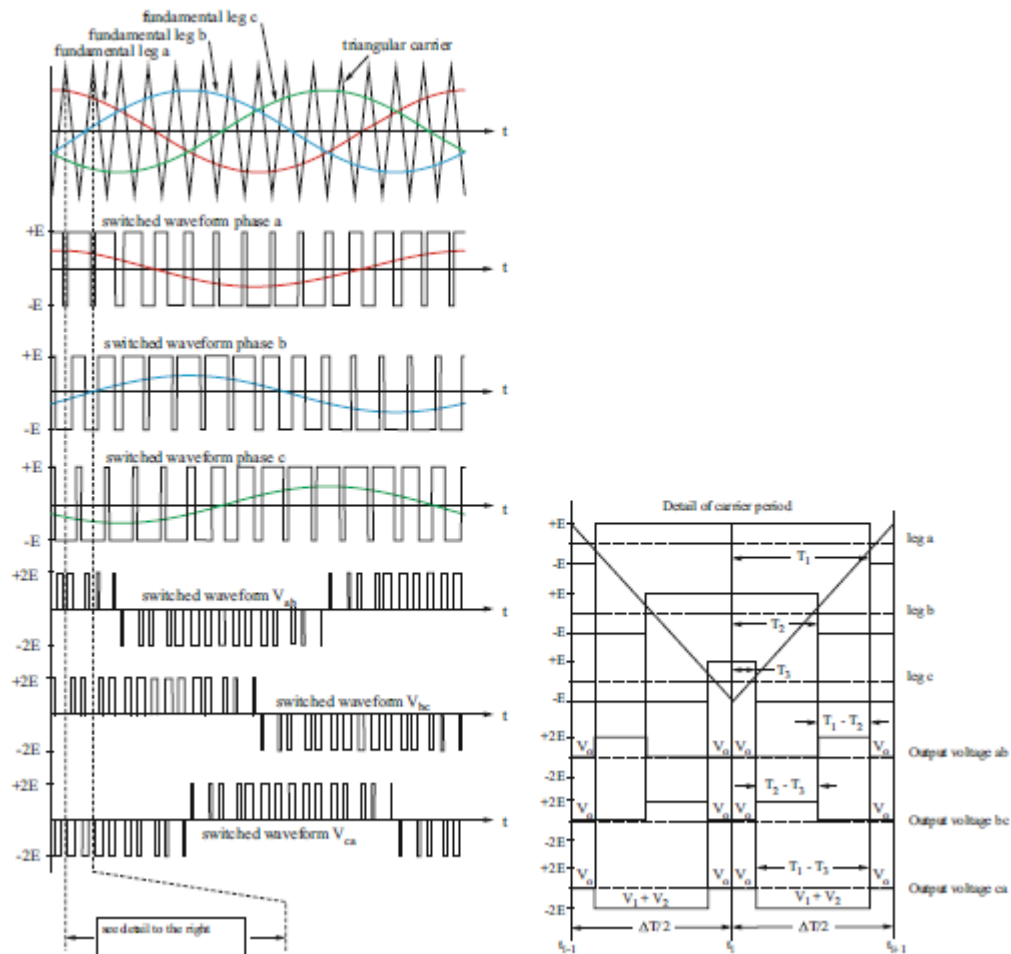 fundamental leg c
fundamental leg b
fundamental leg a
triangular carrier
t
switched waveform phase a
+E
t
-E
switched waveform phase b
+E
t
-E
switched waveform phase c
+E
t
-E
+2E
switched waveform V_ab
t
-2E
+2E
switched waveform V_bc
t
-2E
+2E
t
switched waveform V_ca
-2E
see detail to the right
Detail of carrier period
+E
leg a
T_1
-E
+E
leg b
T_2
-E
+E
T_3
leg c
-E
T_1 - T_2
+2E
V_o V_o V_o V_o
Output voltage ab
-2E
T_2 - T_3
+2E
V_o V_o V_o V_o
Output voltage bc
-2E
T_1 - T_3
+2E
V_o V_o V_o V_o
Output voltage ca
V_1 + V_2 V_1 + V_2
-2E
ΔT/2 ΔT/2
t_i-1 t_i t_i+1